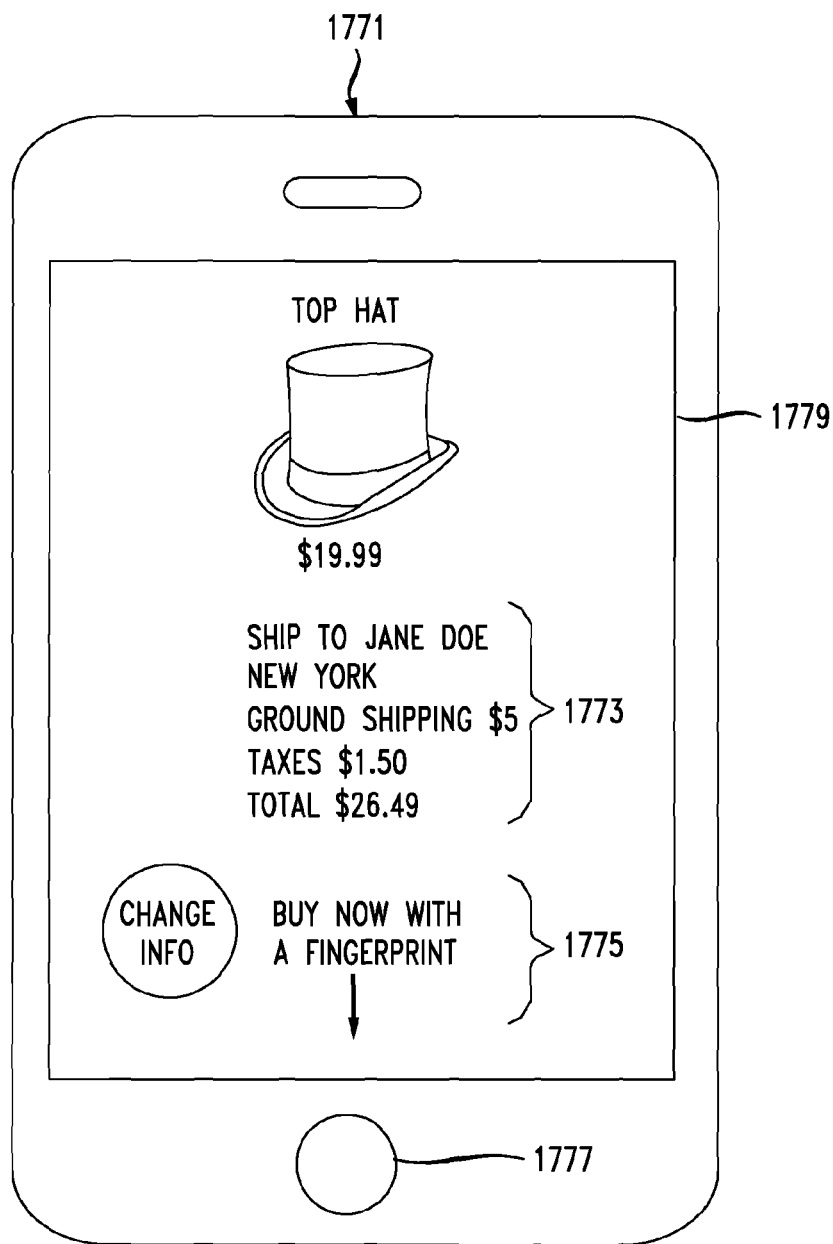 1771
TOP HAT
1779
$19.99
SHIP TO JANE DOE
NEW YORK
GROUND SHIPPING $5
1773
TAXES $1.50
TOTAL $26.49
CHANGE
INFO
BUY NOW WITH
A FINGERPRINT
1775
1777